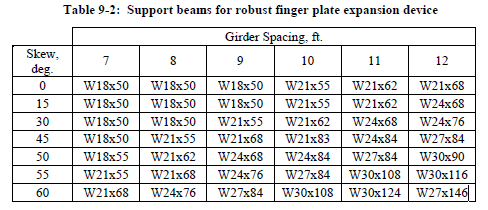 Table 9-2: Support beams for robust finger plate expansion device
Girder Spacing, ft.
Skew, deg. 7 8 9 10 11 12
0 W18x50 W18x50 W18x50 W21x55 W21x62 W21x68
15 W18x50 W18x50 W18x50 W21x55 W21x62 W24x68
30 W18x50 W18x50 W21x55 W21x62 W24x68 W24x76
45 W18x50 W21x55 W21x68 W21x83 W24x84 W27x84
50 W18x55 W21x62 W24x68 W24x84 W27x84 W30x90
55 W21x55 W21x68 W24x76 W27x84 W30x108 W30x116
60 W21x68 W24x76 W27x84 W30x108 W30x124 W27x146